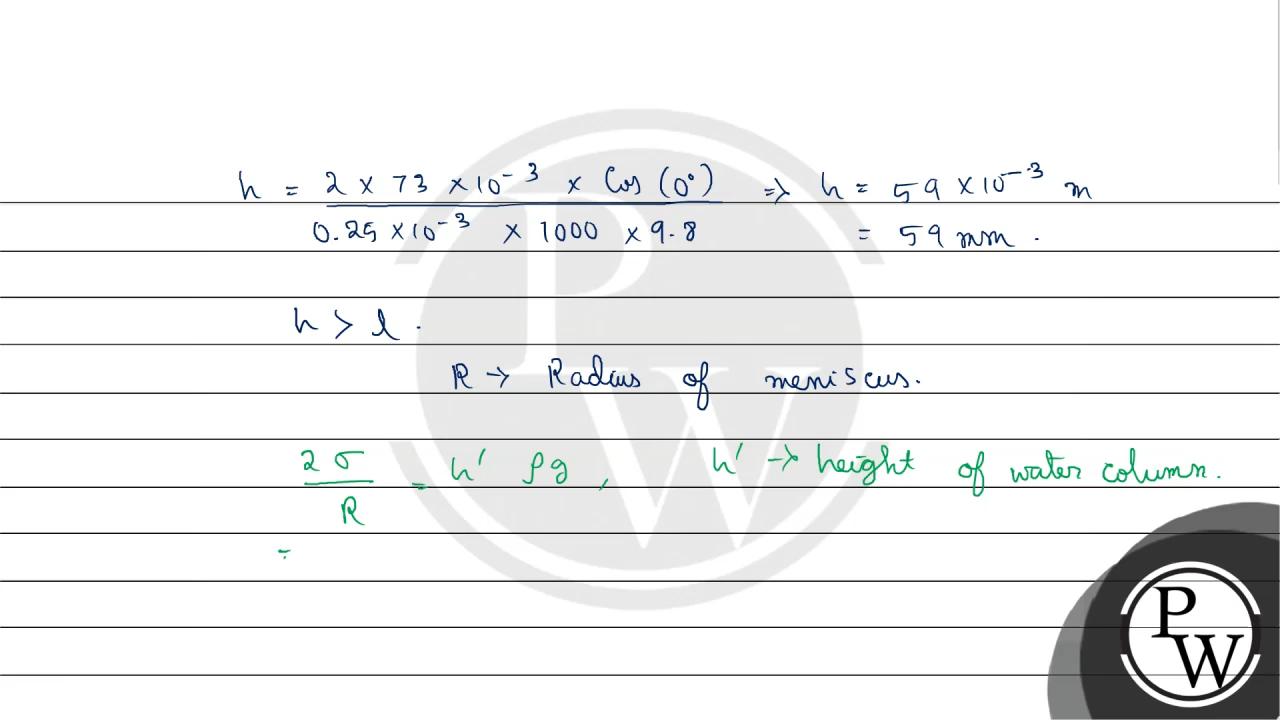 h = 2 × 73 × 10⁻³ × Cos (0°) / 0.25 × 10⁻³ × 1000 × 9.8 ⇒ h = 59 × 10⁻³ m
= 59 mm .
h > l .
R → Radius of meniscus.
2σ / R = h' ρg , h' → height of water column.
=
PW
PW